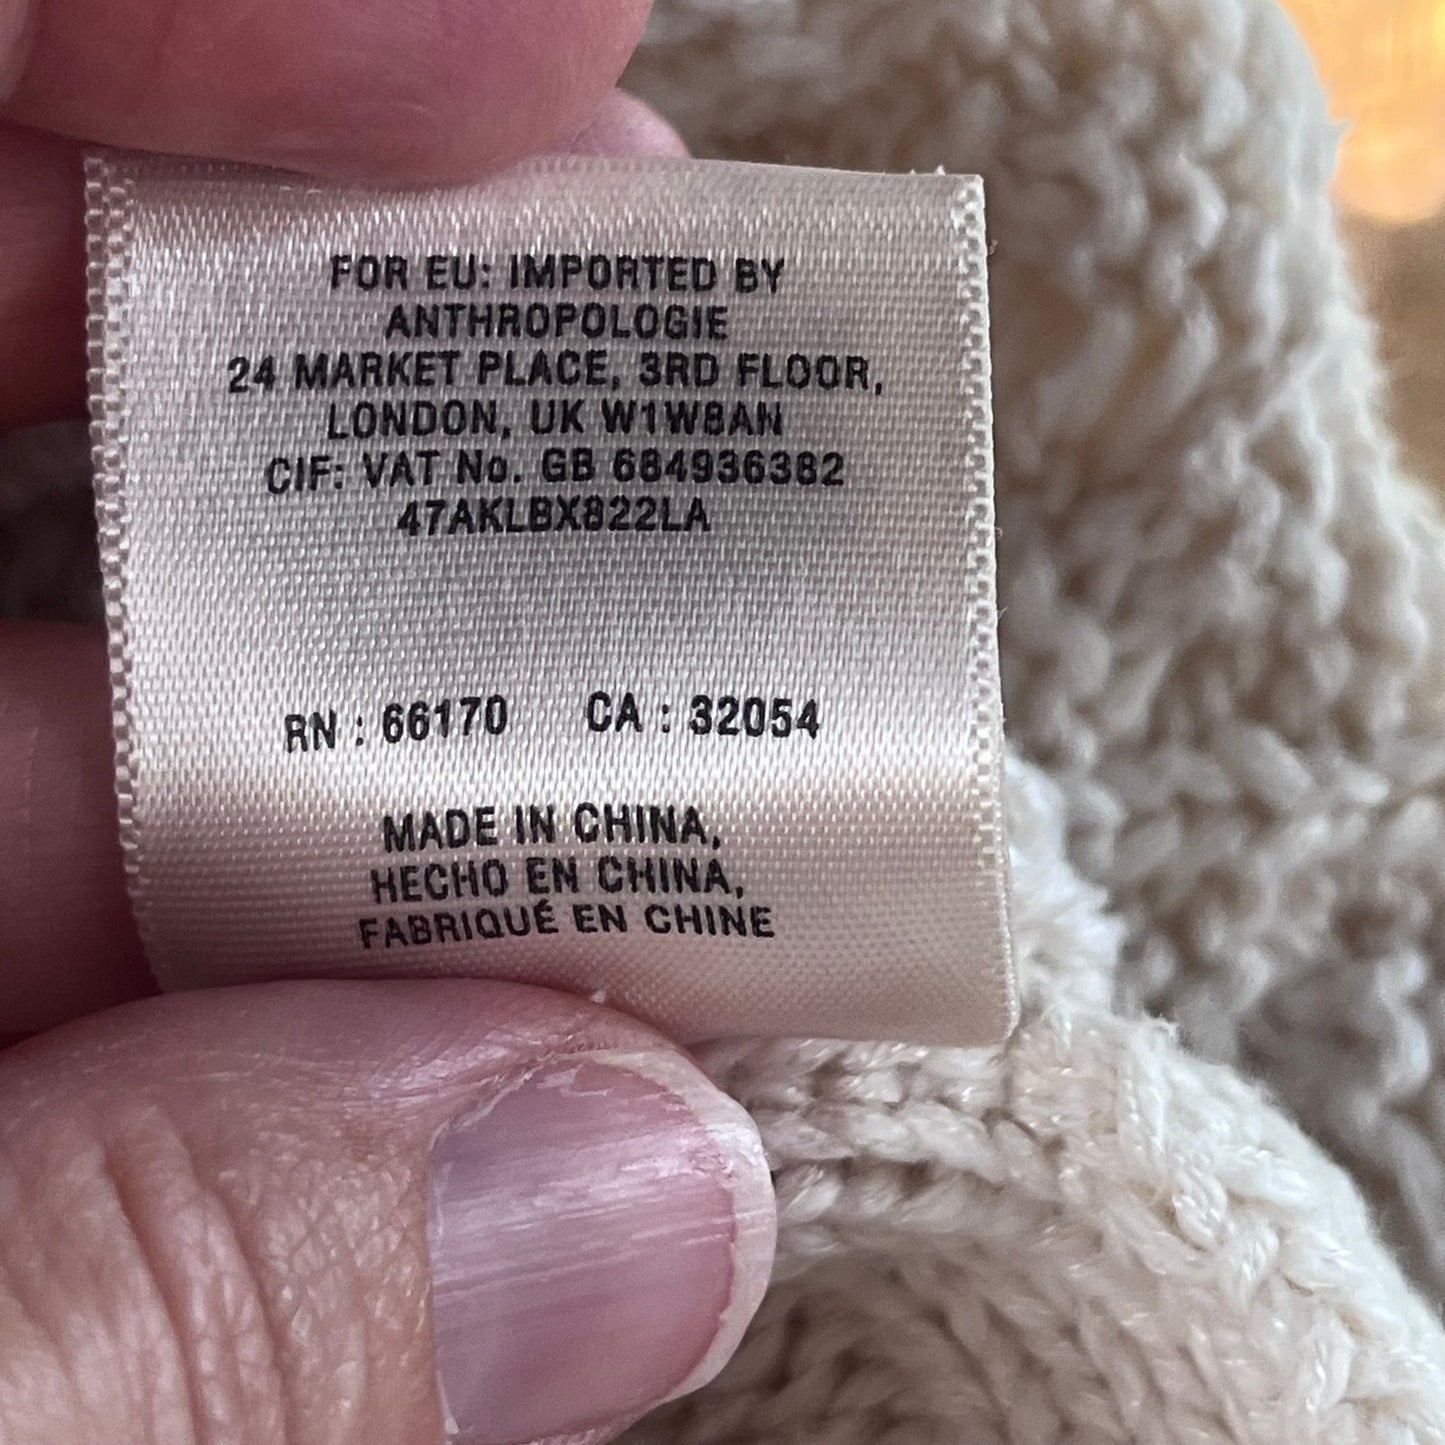 FOR EU: IMPORTED BY
ANTHROPOLOGIE
24 MARKET PLACE, 3RD FLOOR,
LONDON, UK W1W8AN
CIF: VAT No. GB 684936382
47AKLBX822LA
RN : 66170 CA : 32054
MADE IN CHINA,
HECHO EN CHINA,
FABRIQUÉ EN CHINE